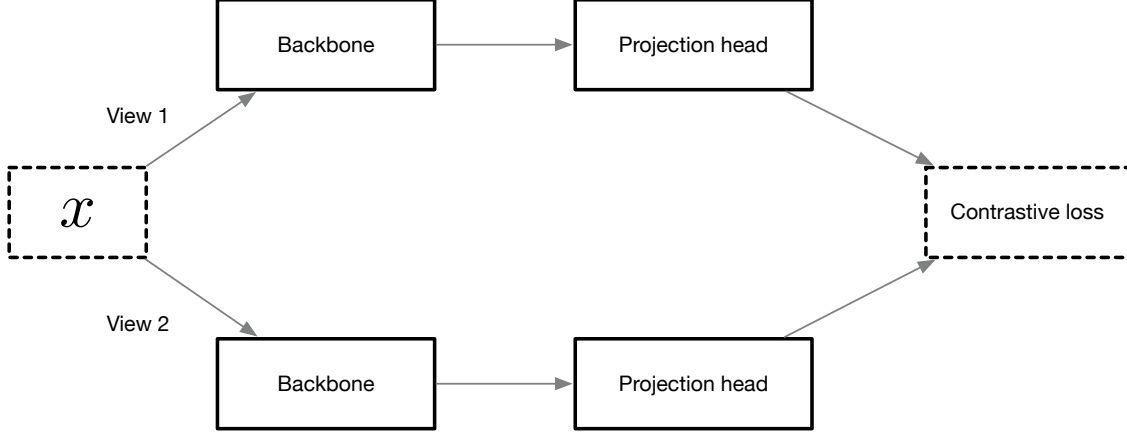 Backbone
Projection head
View 1
x
Contrastive loss
View 2
Backbone
Projection head